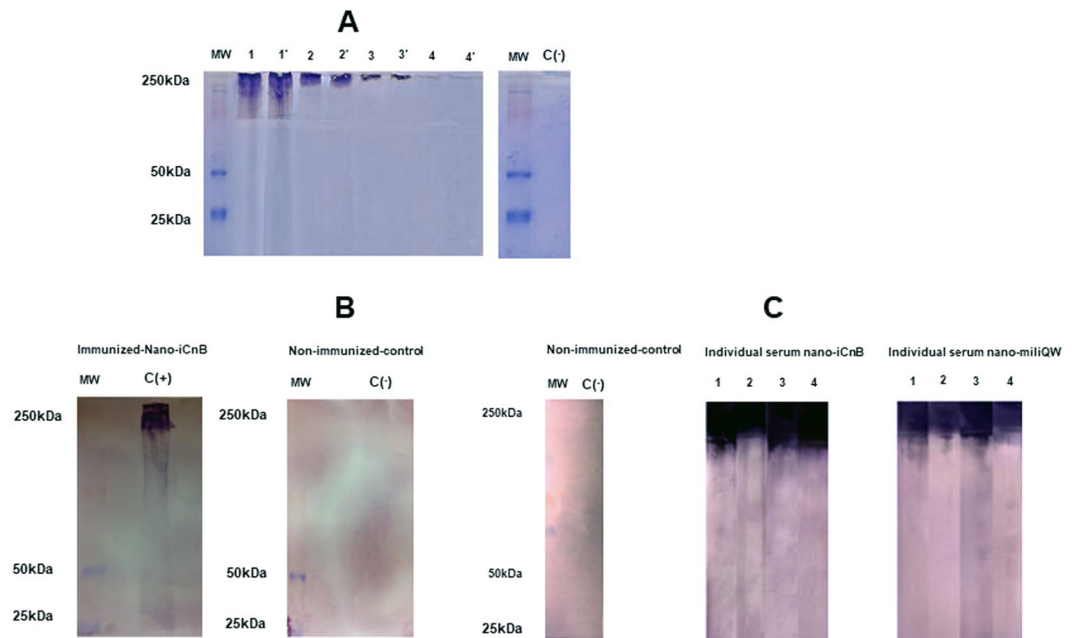 A
MW 1 1' 2 2' 3 3' 4 4' MW C(-)
250kDa
50kDa
25kDa
B
C
Immunized-Nano-iCnB
Non-immunized-control
Non-immunized-control
Individual serum nano-iCnB
Individual serum nano-miliQW
MW C(+)
MW C(-)
MW C(-)
1 2 3 4
1 2 3 4
250kDa
250kDa
250kDa
50kDa
50kDa
50kDa
25kDa
25kDa
25kDa